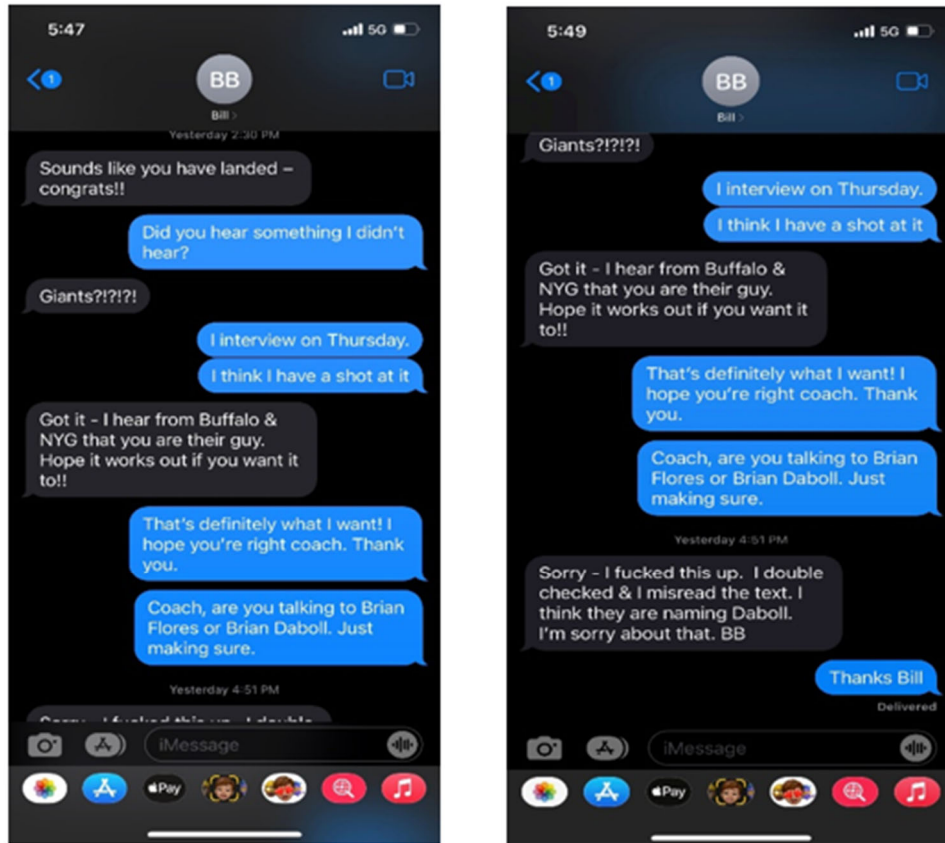 5:47
5G
1
BB
Bill
Yesterday 2:30 PM
Sounds like you have landed –
congrats!!
Did you hear something I didn't
hear?
Giants?!?!?!
I interview on Thursday.
I think I have a shot at it
Got it - I hear from Buffalo &
NYG that you are their guy.
Hope it works out if you want it
to!!
That's definitely what I want! I
hope you're right coach. Thank
you.
Coach, are you talking to Brian
Flores or Brian Daboll. Just
making sure.
Yesterday 4:51 PM
Sorry - I fucked this up. I double
iMessage
Pay
5:49
5G
1
BB
Bill
Giants?!?!?!
I interview on Thursday.
I think I have a shot at it
Got it - I hear from Buffalo &
NYG that you are their guy.
Hope it works out if you want it
to!!
That's definitely what I want! I
hope you're right coach. Thank
you.
Coach, are you talking to Brian
Flores or Brian Daboll. Just
making sure.
Yesterday 4:51 PM
Sorry - I fucked this up. I double
checked & I misread the text. I
think they are naming Daboll.
I'm sorry about that. BB
Thanks Bill
Delivered
iMessage
Pay